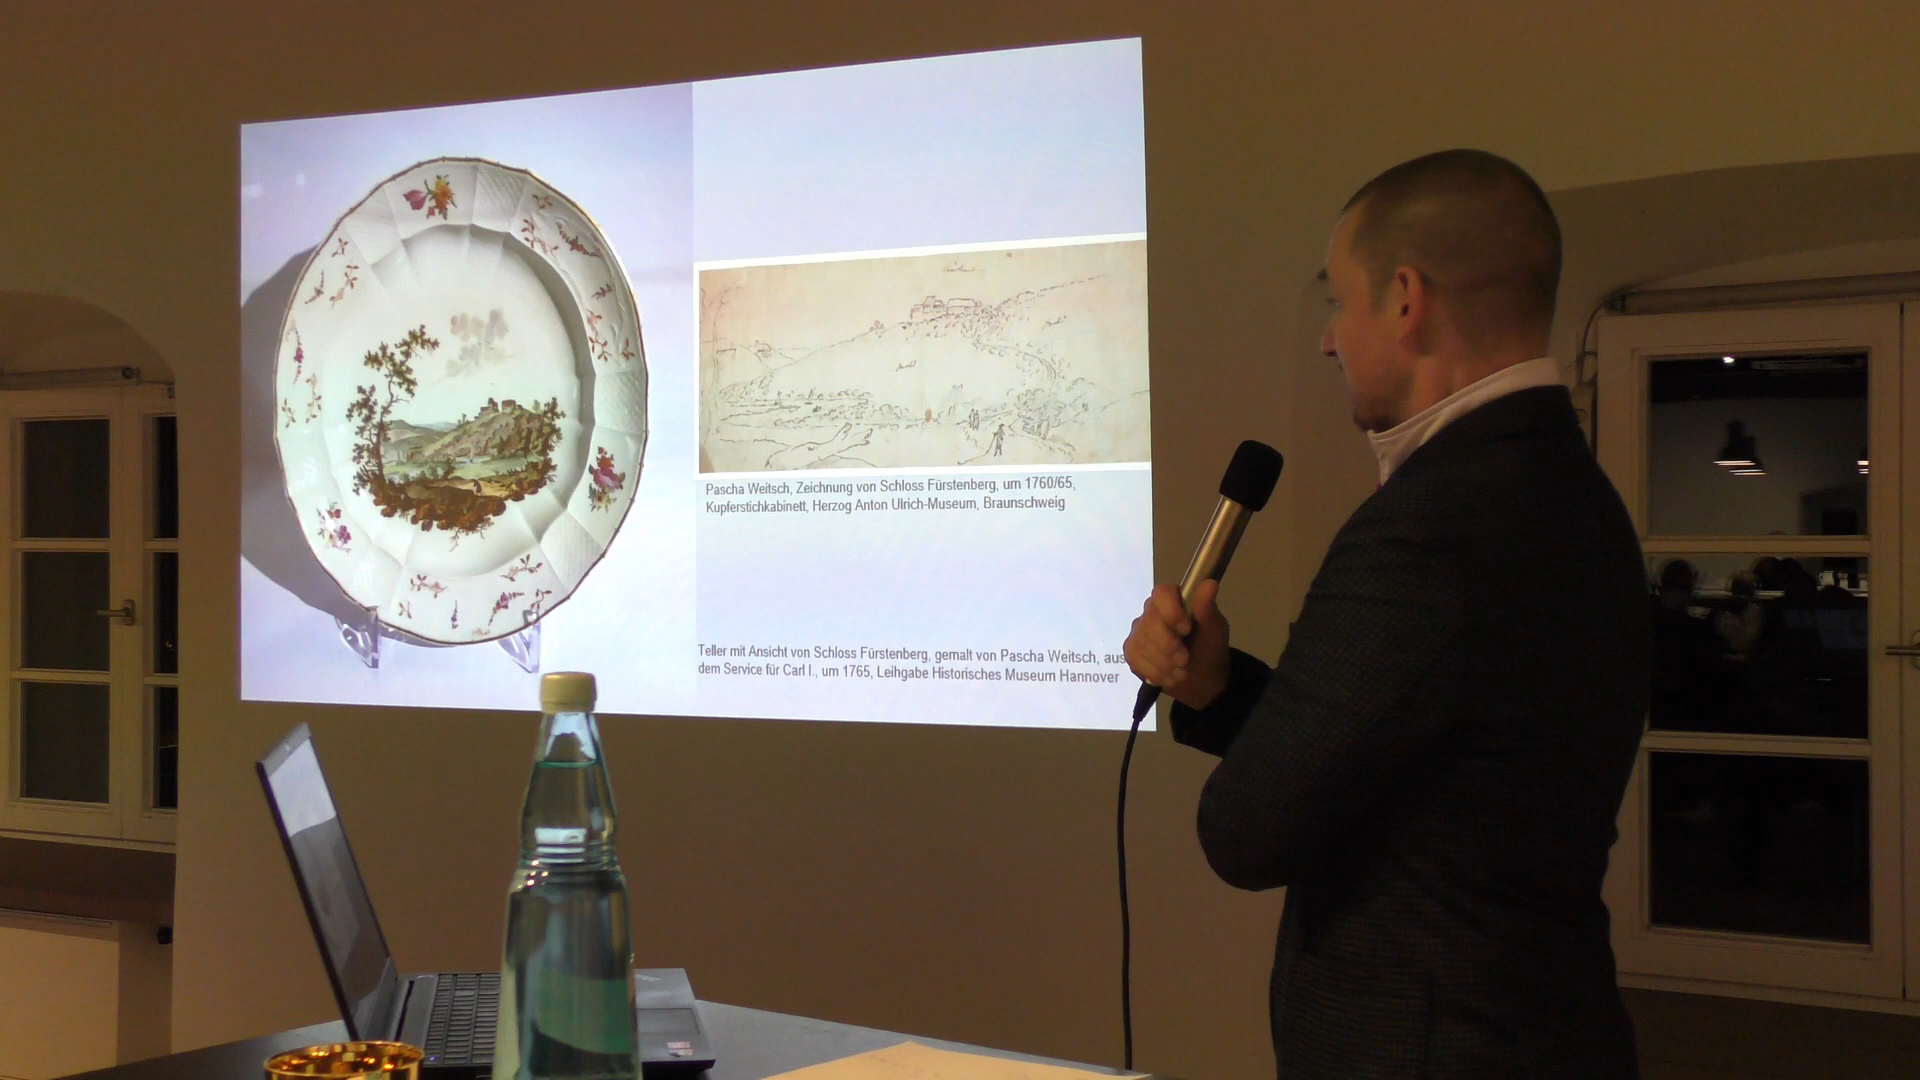 Pascha Weitsch, Zeichnung von Schloss Fürstenberg, um 1760/65,
Kupferstichkabinett, Herzog Anton Ulrich-Museum, Braunschweig
Teller mit Ansicht von Schloss Fürstenberg, gemalt von Pascha Weitsch, aus
dem Service für Carl I., um 1765, Leihgabe Historisches Museum Hannover